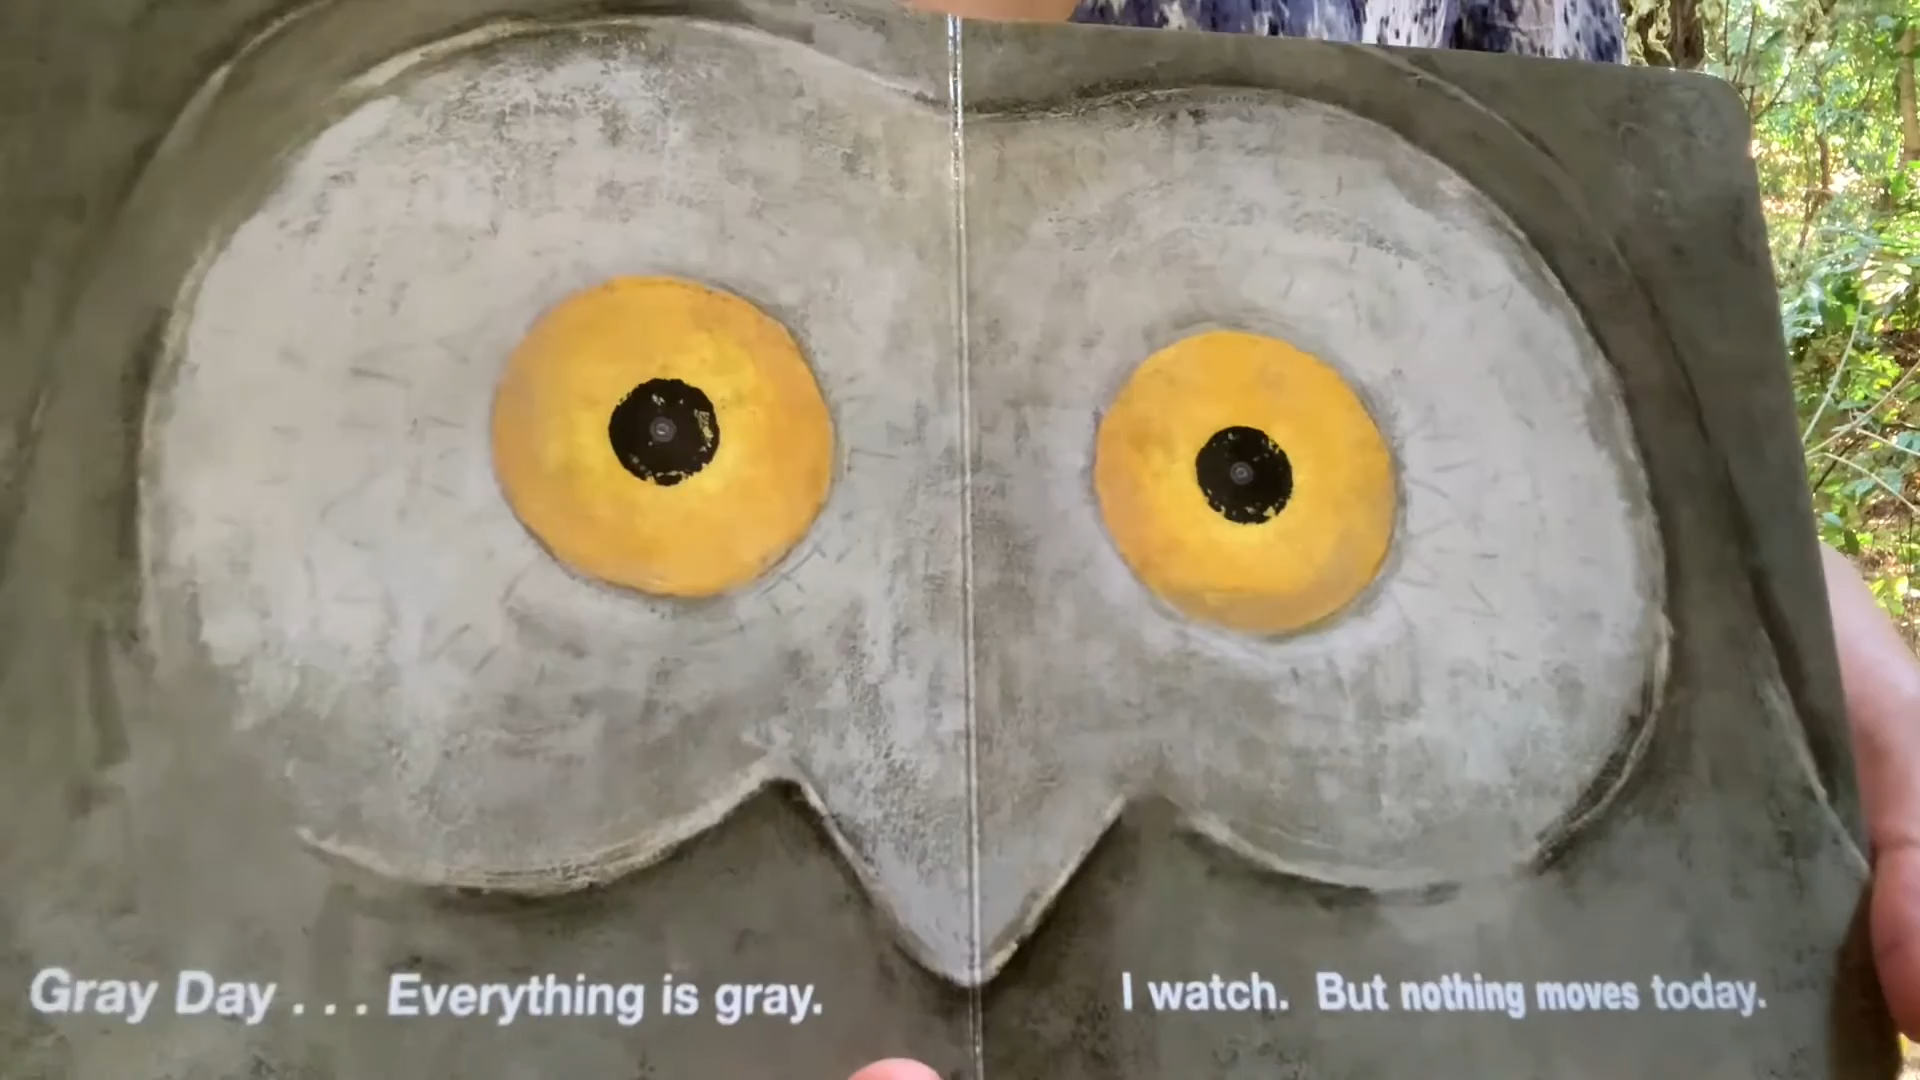 Gray Day . . . Everything is gray.
I watch. But nothing moves today.